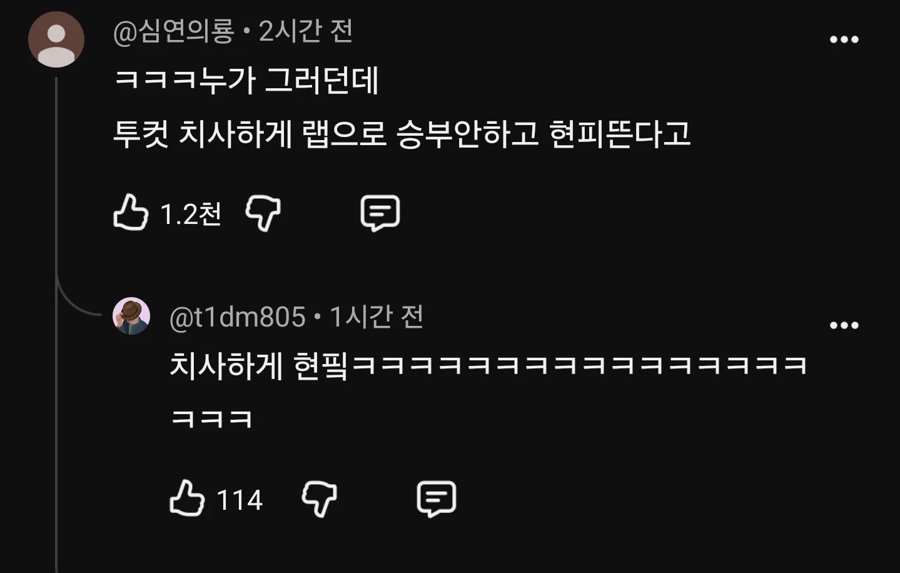 @심연의룡 • 2시간 전
ㅋㅋㅋ누가 그러던데
투컷 치사하게 랩으로 승부안하고 현피뜬다고
1.2천
@t1dm805 • 1시간 전
치사하게 현핔ㅋㅋㅋㅋㅋㅋㅋㅋㅋㅋㅋㅋㅋㅋㅋㅋ
ㅋㅋㅋ
114